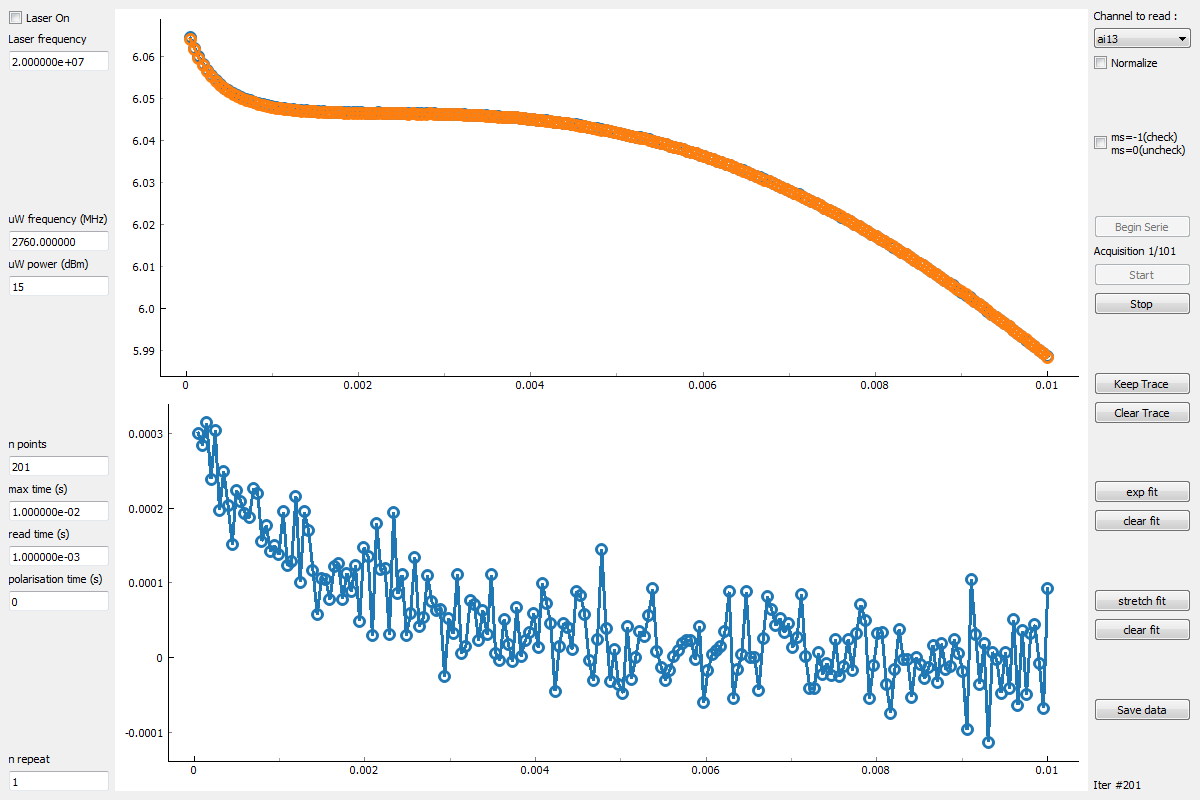 Laser On
Laser frequency
2.000000e+07
uW frequency (MHz)
2760.000000
uW power (dBm)
15
n points
201
max time (s)
1.000000e-02
read time (s)
1.000000e-03
polarisation time (s)
0
n repeat
1
6.06
6.05
6.04
6.03
6.02
6.01
6.0
5.99
0 0.002 0.004 0.006 0.008 0.01
0.0003
0.0002
0.0001
0
-0.0001
0 0.002 0.004 0.006 0.008 0.01
Channel to read :
ai13
Normalize
ms=-1(check)
ms=0(uncheck)
Begin Serie
Acquisition 1/101
Start
Stop
Keep Trace
Clear Trace
exp fit
clear fit
stretch fit
clear fit
Save data
Iter #201